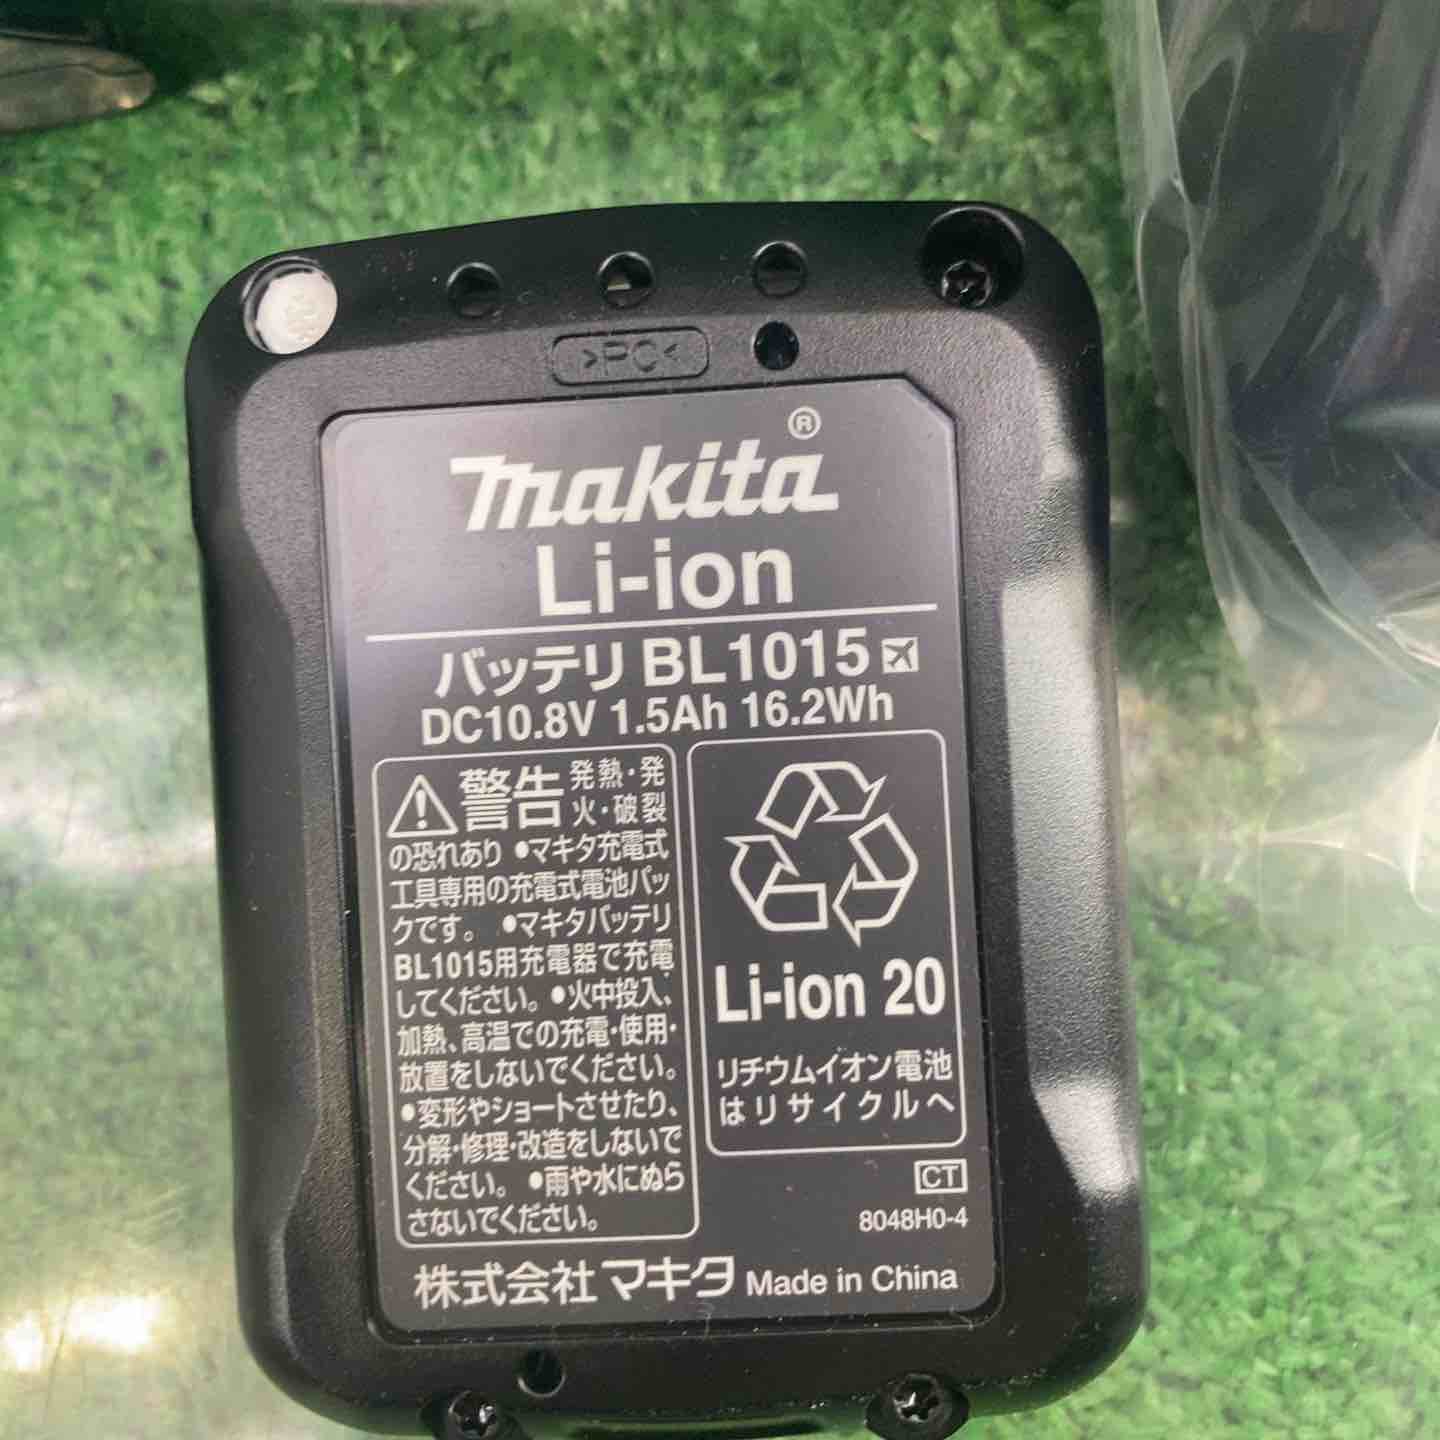 >PC<
makita®
Li-ion
バッテリ BL1015
DC10.8V 1.5Ah 16.2Wh
警告 発熱・発
火・破裂
の恐れあり ●マキタ充電式
工具専用の充電式電池パッ
クです。 ●マキタバッテリ
BL1015用充電器で充電
してください。●火中投入、
加熱、高温での充電・使用・
放置をしないでください。
●変形やショートさせたり、
分解・修理・改造をしないで
ください。 ●雨や水にぬら
さないでください。
Li-ion 20
リチウムイオン電池
はリサイクルへ
CT
8048H0-4
株式会社マキタ Made in China